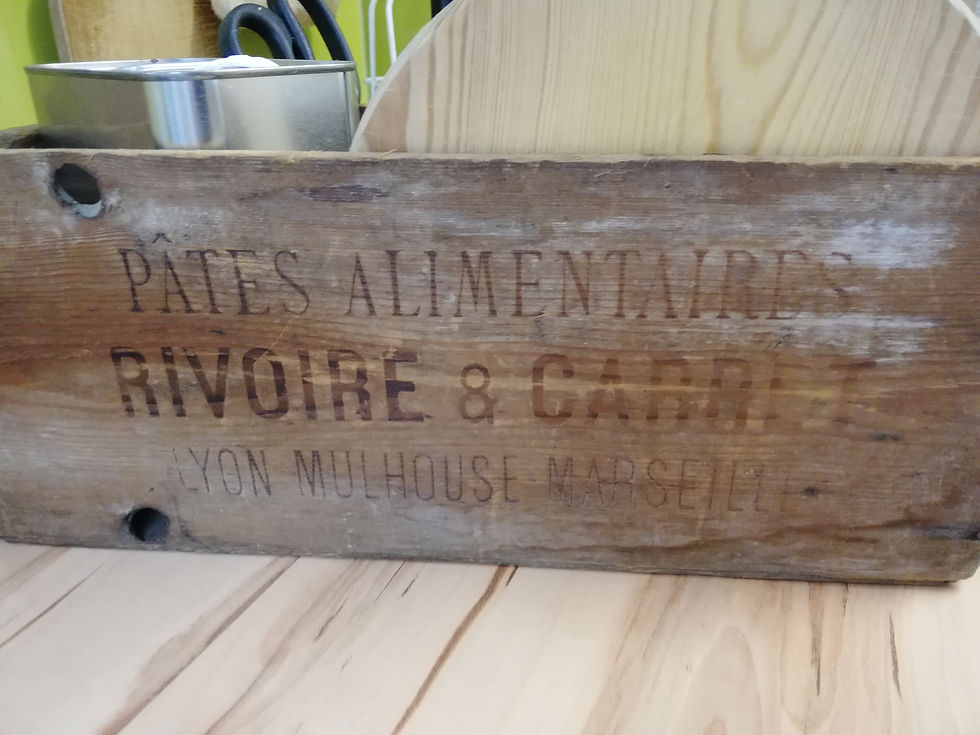 PÂTES ALIMENTAIRES
RIVOIRE & CARRET
LYON MULHOUSE MARSEILLE